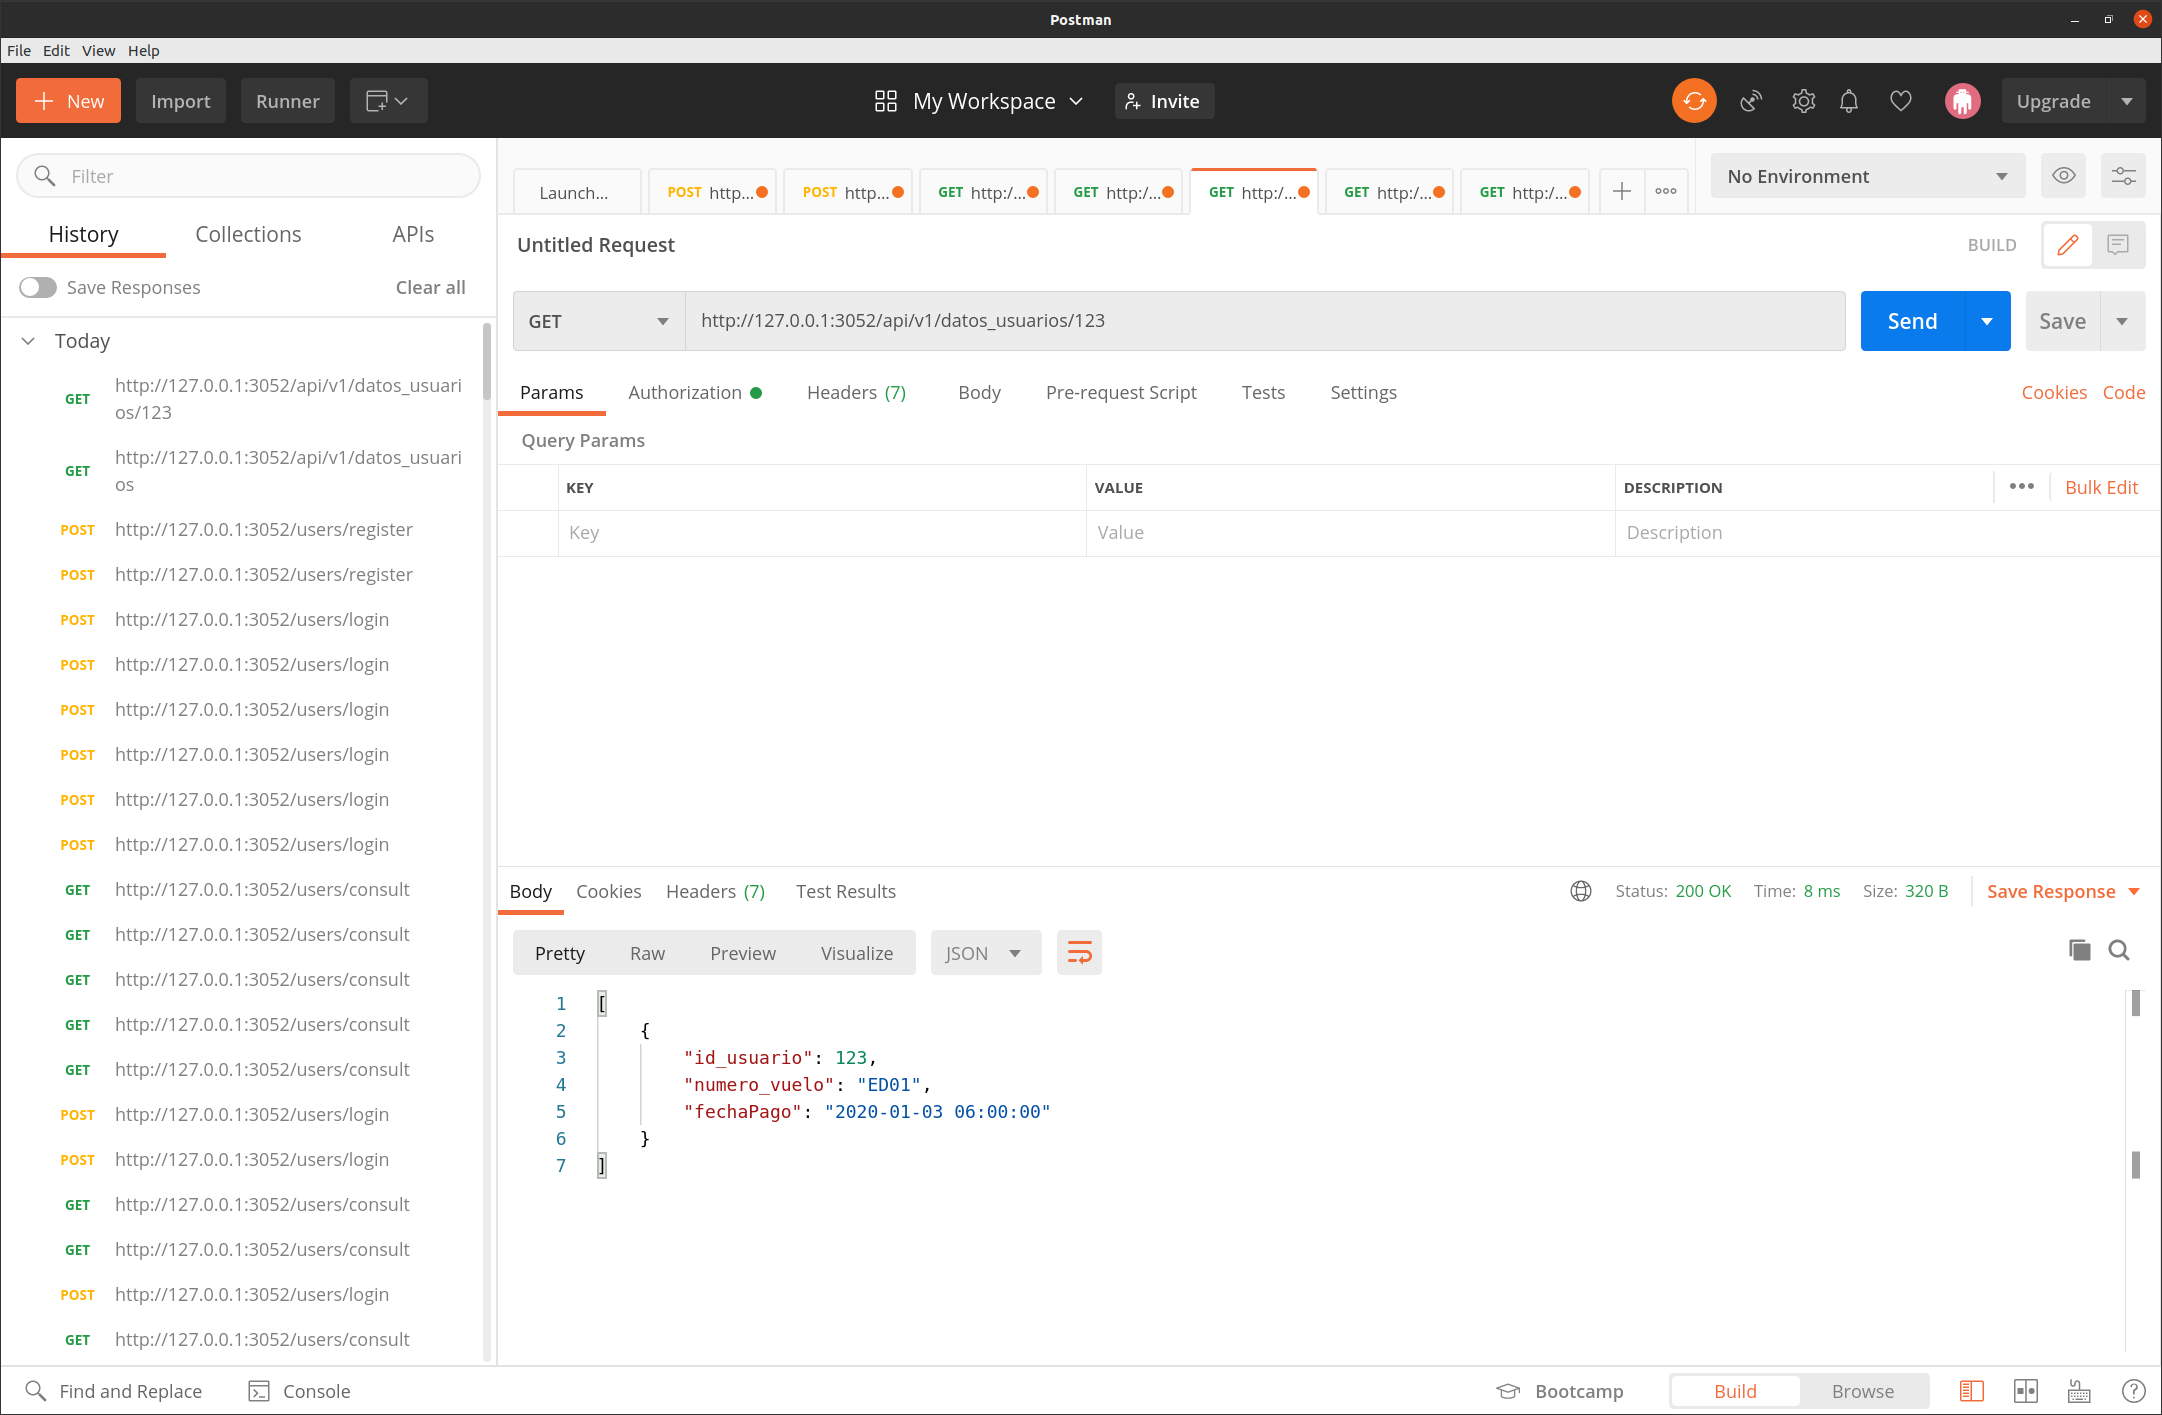 Postman
File Edit View Help
New Import Runner My Workspace Invite Upgrade
Filter
History Collections APIs
Save Responses Clear all
Today
GET http://127.0.0.1:3052/api/v1/datos_usuari
os/123
GET http://127.0.0.1:3052/api/v1/datos_usuari
os
POST http://127.0.0.1:3052/users/register
POST http://127.0.0.1:3052/users/register
POST http://127.0.0.1:3052/users/login
POST http://127.0.0.1:3052/users/login
POST http://127.0.0.1:3052/users/login
POST http://127.0.0.1:3052/users/login
POST http://127.0.0.1:3052/users/login
POST http://127.0.0.1:3052/users/login
GET http://127.0.0.1:3052/users/consult
GET http://127.0.0.1:3052/users/consult
GET http://127.0.0.1:3052/users/consult
GET http://127.0.0.1:3052/users/consult
GET http://127.0.0.1:3052/users/consult
POST http://127.0.0.1:3052/users/login
POST http://127.0.0.1:3052/users/login
GET http://127.0.0.1:3052/users/consult
GET http://127.0.0.1:3052/users/consult
POST http://127.0.0.1:3052/users/login
GET http://127.0.0.1:3052/users/consult
Launch... POST http... POST http... GET http:/... GET http:/... GET http:/... GET http:/... GET http:/... No Environment
Untitled Request BUILD
GET http://127.0.0.1:3052/api/v1/datos_usuarios/123 Send Save
Params Authorization Headers (7) Body Pre-request Script Tests Settings Cookies Code
Query Params
KEY VALUE DESCRIPTION Bulk Edit
Key Value Description
Body Cookies Headers (7) Test Results Status: 200 OK Time: 8 ms Size: 320 B Save Response
Pretty Raw Preview Visualize JSON
1 [
2 {
3 "id_usuario": 123,
4 "numero_vuelo": "ED01",
5 "fechaPago": "2020-01-03 06:00:00"
6 }
7 ]
Find and Replace Console Bootcamp Build Browse